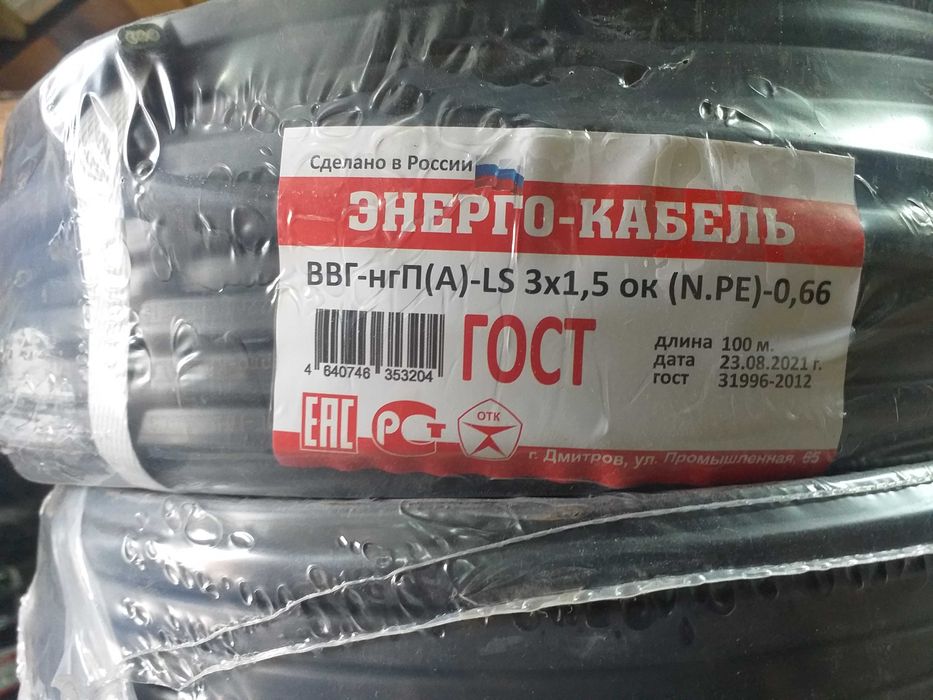 Сделано в России
ЭНЕРГО-КАБЕЛЬ
ВВГ-нгП(А)-LS 3х1,5 ок (N.PE)-0,66
4 640746 353204
ГОСТ
длина 100 м.
дата 23.08.2021 г.
гост 31996-2012
ЕАС
РСТ
ОТК
г. Дмитров, ул. Промышленная, 65